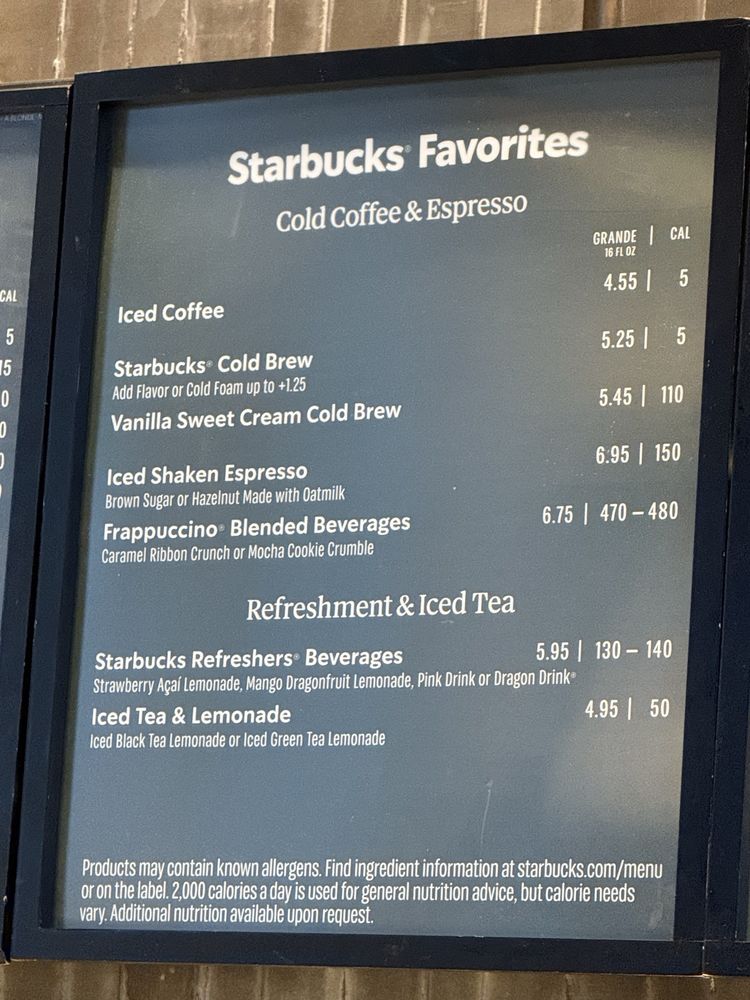 Starbucks® Favorites
Cold Coffee & Espresso
GRANDE | CAL
16 FL OZ
Iced Coffee 4.55 | 5
Starbucks® Cold Brew 5.25 | 5
Add Flavor or Cold Foam up to +1.25
Vanilla Sweet Cream Cold Brew 5.45 | 110
Iced Shaken Espresso 6.95 | 150
Brown Sugar or Hazelnut Made with Oatmilk
Frappuccino® Blended Beverages 6.75 | 470 – 480
Caramel Ribbon Crunch or Mocha Cookie Crumble
Refreshment & Iced Tea
Starbucks Refreshers® Beverages 5.95 | 130 – 140
Strawberry Açaí Lemonade, Mango Dragonfruit Lemonade, Pink Drink or Dragon Drink®
Iced Tea & Lemonade 4.95 | 50
Iced Black Tea Lemonade or Iced Green Tea Lemonade
Products may contain known allergens. Find ingredient information at starbucks.com/menu
or on the label. 2,000 calories a day is used for general nutrition advice, but calorie needs
vary. Additional nutrition available upon request.
CAL
5